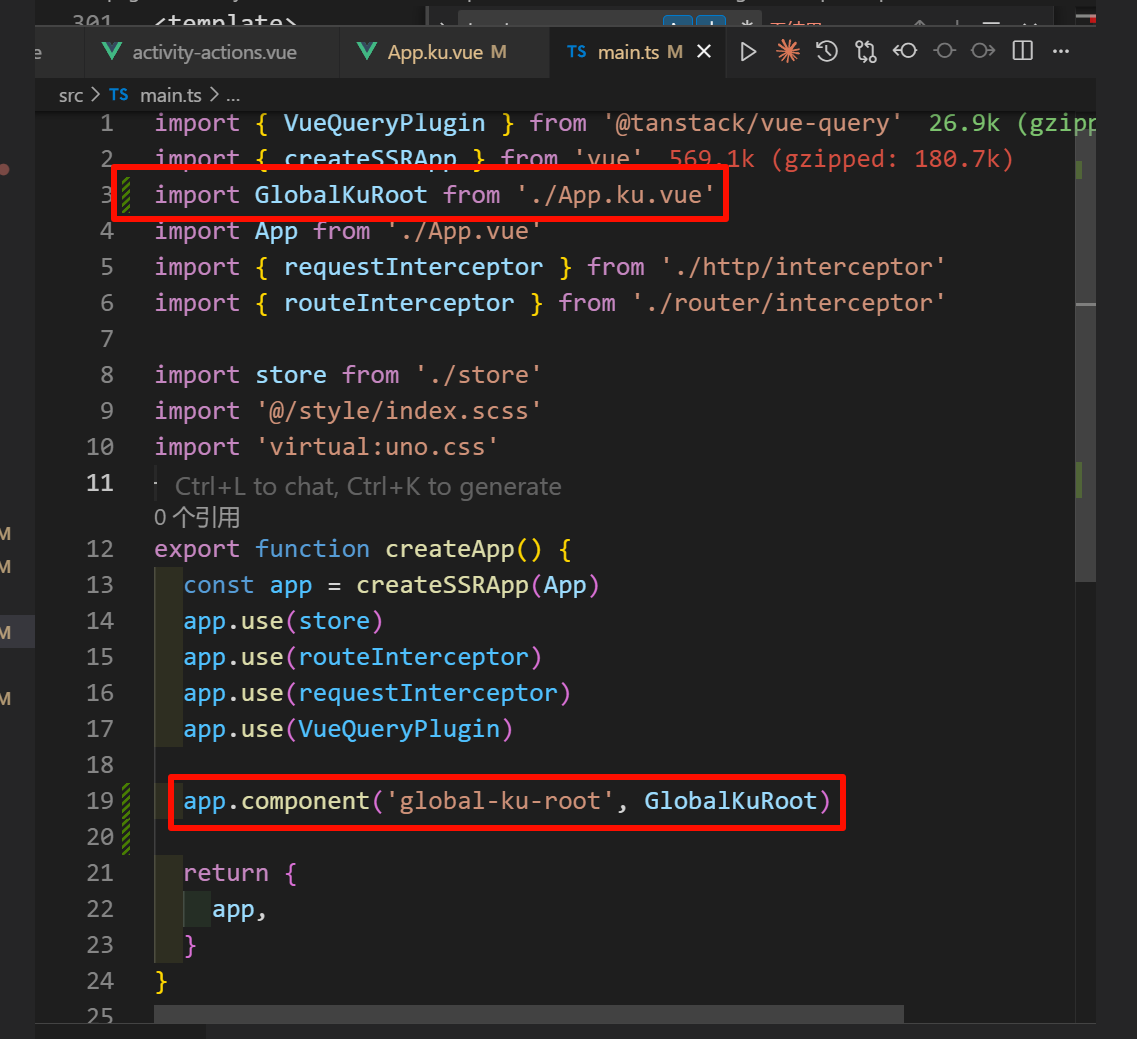 301 <template>
activity-actions.vue App.ku.vue M TS main.ts M
src > TS main.ts > ...
1 import { VueQueryPlugin } from '@tanstack/vue-query' 26.9k (gzipp
2 import { createSSRApp } from 'vue' 569.1k (gzipped: 180.7k)
3 import GlobalKuRoot from './App.ku.vue'
4 import App from './App.vue'
5 import { requestInterceptor } from './http/interceptor'
6 import { routeInterceptor } from './router/interceptor'
7
8 import store from './store'
9 import '@/style/index.scss'
10 import 'virtual:uno.css'
11 Ctrl+L to chat, Ctrl+K to generate
0 个引用
12 export function createApp() {
13 const app = createSSRApp(App)
14 app.use(store)
15 app.use(routeInterceptor)
16 app.use(requestInterceptor)
17 app.use(VueQueryPlugin)
18
19 app.component('global-ku-root', GlobalKuRoot)
20
21 return {
22 app,
23 }
24 }
25
M
M
M
M